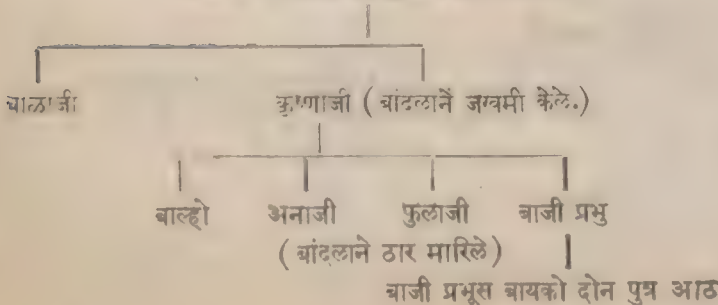 बाळाजी कृष्णाजी ( बांदलानें जखमी केले. )
बाल्हो अनाजी फुलाजी बाजी प्रभु
( बांदलाने ठार मारिले )
बाजी प्रभूस बायको दोन पुत्र आठ